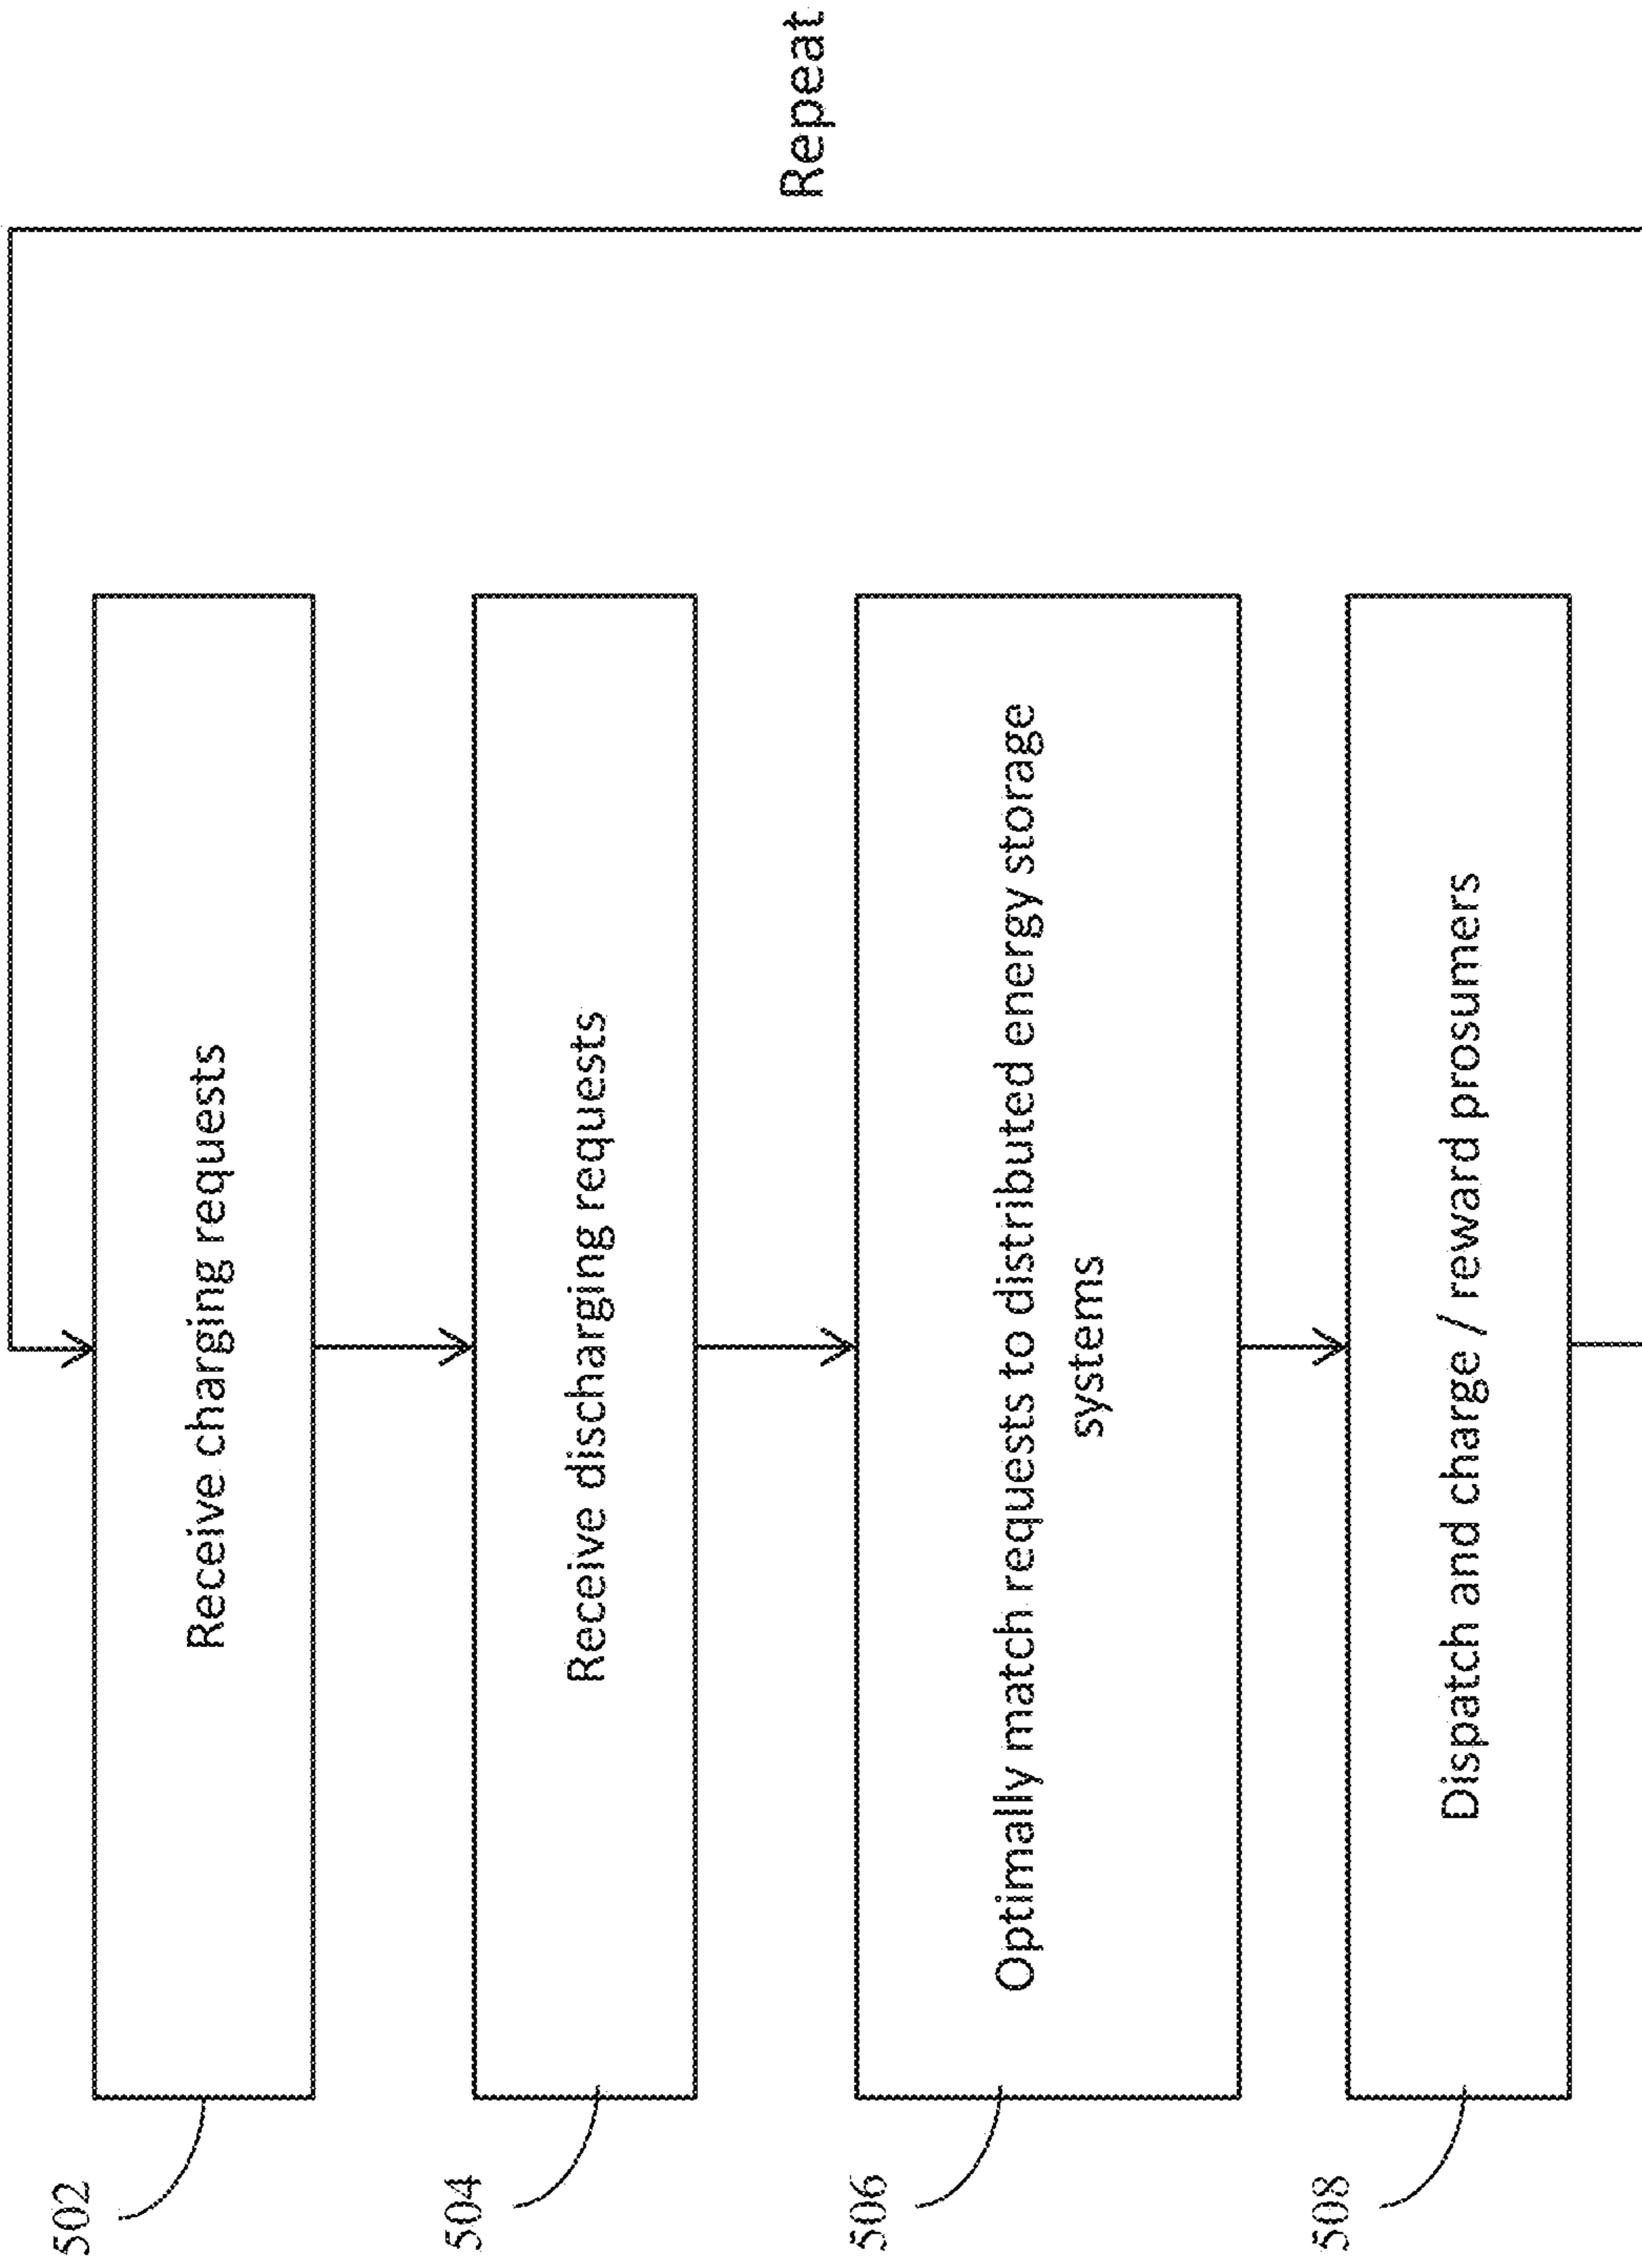 502
Receive charging requests
504
Receive discharging requests
506
Optimally match requests to distributed energy storage
systems
508
Dispatch and charge / reward prosumers
Repeat